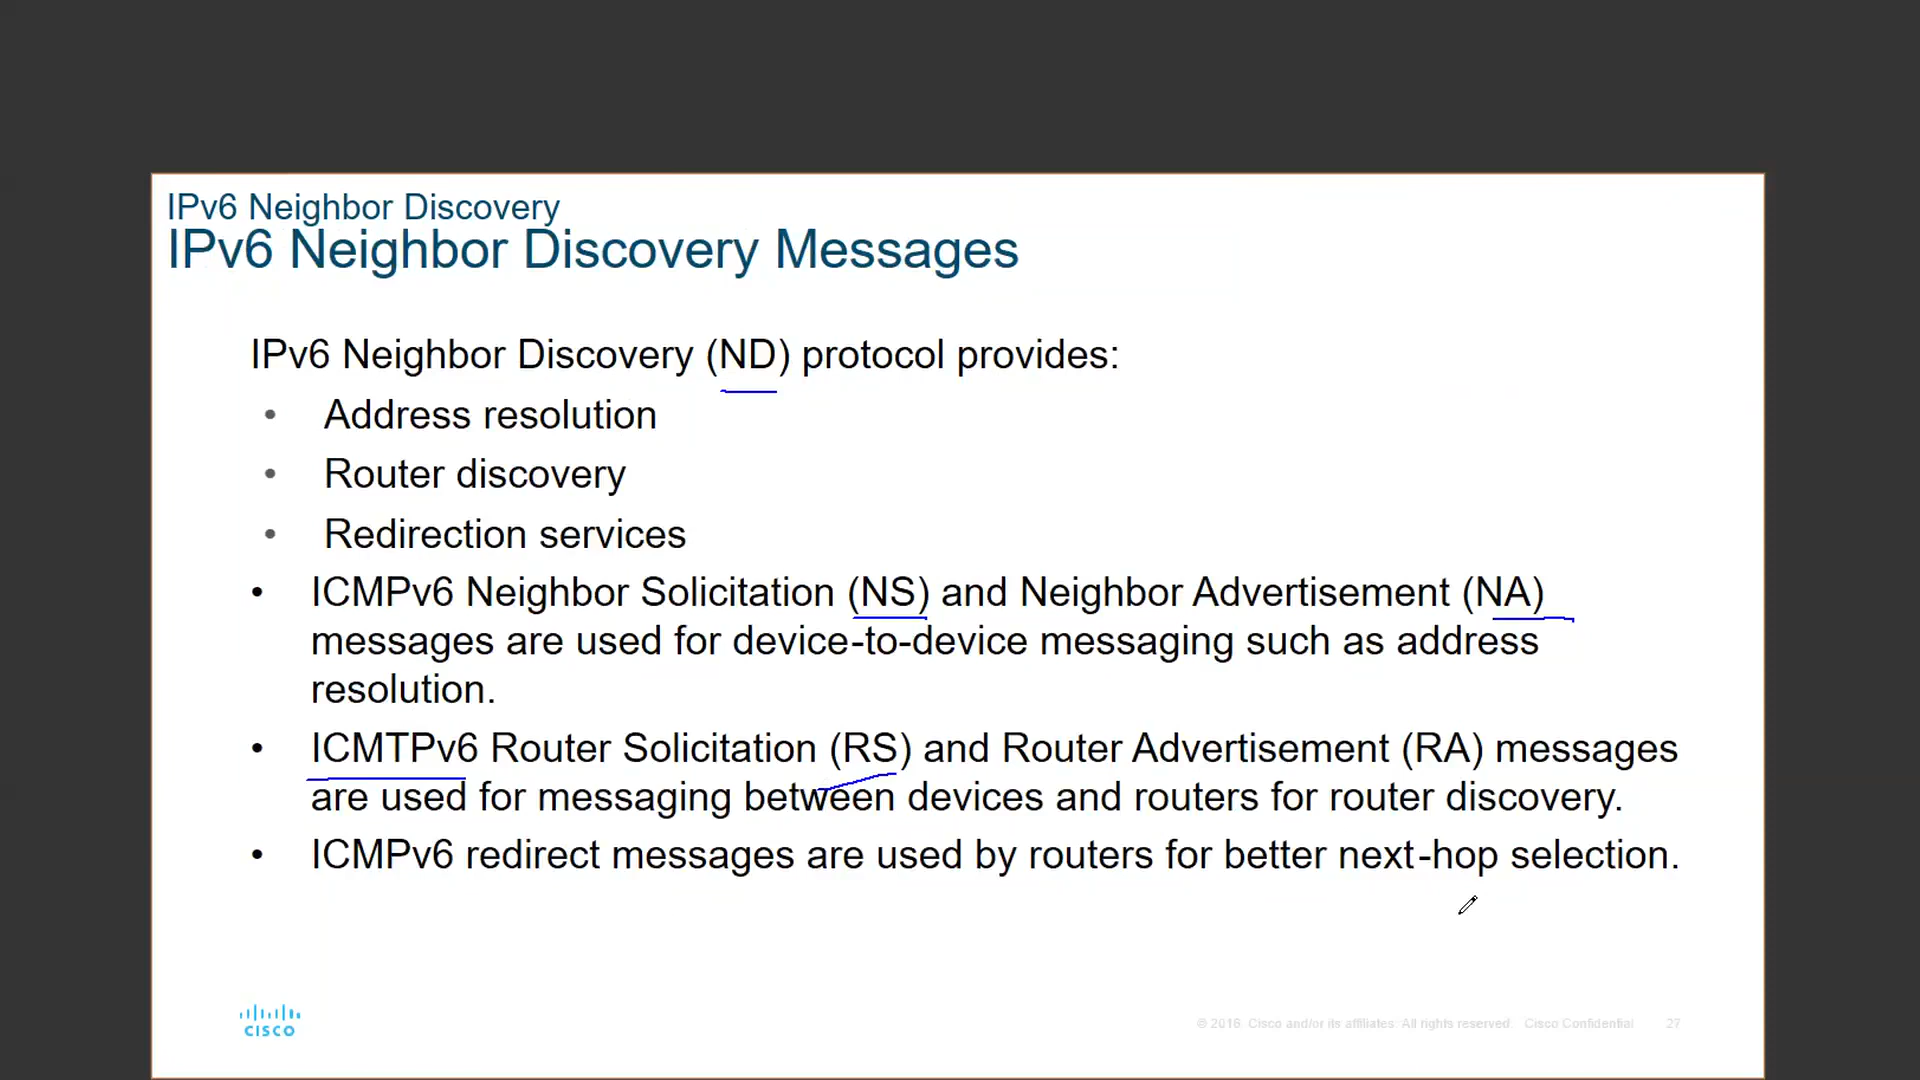 IPv6 Neighbor Discovery
IPv6 Neighbor Discovery Messages
IPv6 Neighbor Discovery (ND) protocol provides:
• Address resolution
• Router discovery
• Redirection services
• ICMPv6 Neighbor Solicitation (NS) and Neighbor Advertisement (NA)
messages are used for device-to-device messaging such as address
resolution.
• ICMTPv6 Router Solicitation (RS) and Router Advertisement (RA) messages
are used for messaging between devices and routers for router discovery.
• ICMPv6 redirect messages are used by routers for better next-hop selection.
CISCO
© 2016 Cisco and/or its affiliates. All rights reserved. Cisco Confidential 27